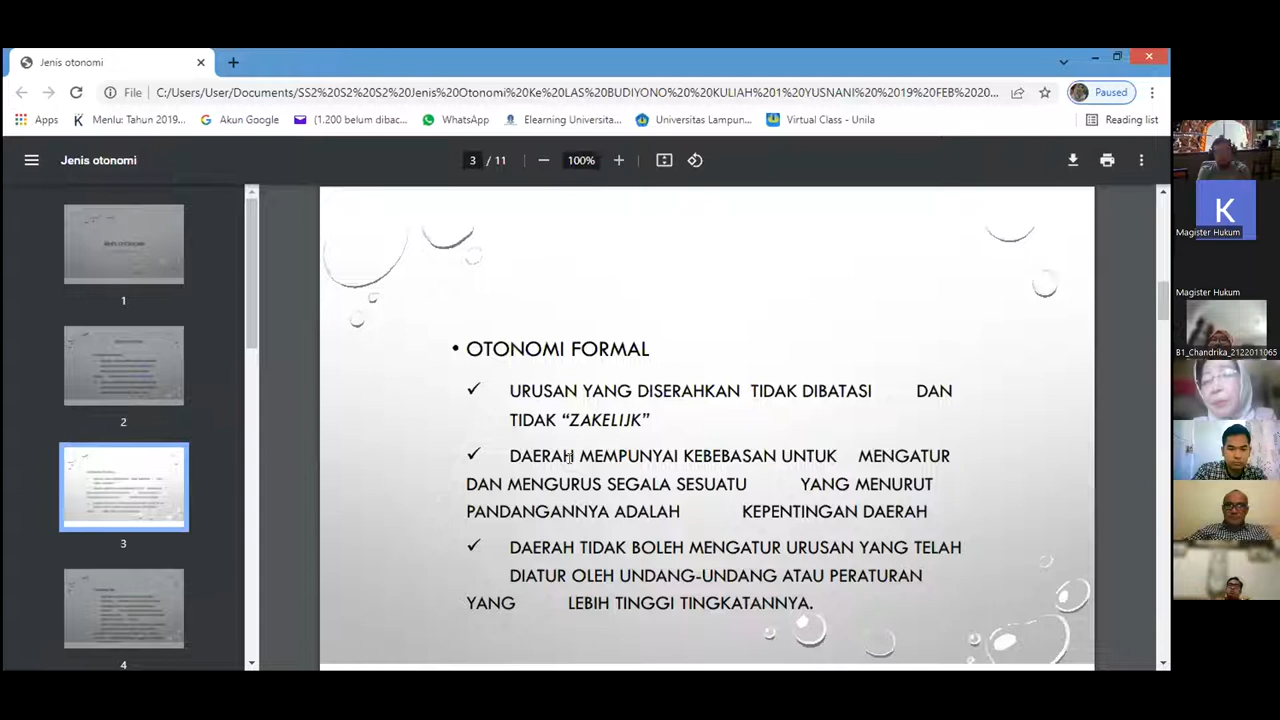 Jenis otonomi
File C:/Users/User/Documents/SS2%20S2%20S2%20Jenis%20Otonomi%20Ke%20LAS%20BUDIYONO%20%20KULIAH%201%20YUSNANI%20%2019%20FEB%20%20... Paused
Apps Menlu: Tahun 2019... Akun Google (1.200 belum dibac... WhatsApp Elearning Universita... Universitas Lampun... Virtual Class - Unila Reading list
Jenis otonomi 3 / 11 100%
1
2
3
4
• OTONOMI FORMAL
✓ URUSAN YANG DISERAHKAN TIDAK DIBATASI DAN
TIDAK “ZAKELIJK”
✓ DAERAH MEMPUNYAI KEBEBASAN UNTUK MENGATUR
DAN MENGURUS SEGALA SESUATU YANG MENURUT
PANDANGANNYA ADALAH KEPENTINGAN DAERAH
✓ DAERAH TIDAK BOLEH MENGATUR URUSAN YANG TELAH
DIATUR OLEH UNDANG-UNDANG ATAU PERATURAN
YANG LEBIH TINGGI TINGKATANNYA.
K
Magister Hukum
Magister Hukum
B1_Chandrika_2122011065